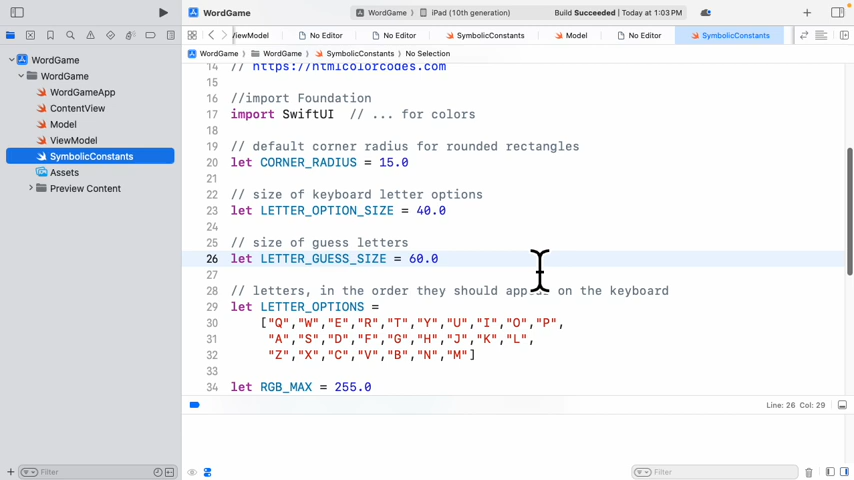 WordGame
WordGame
iPad (10th generation)
Build Succeeded | Today at 1:03 PM
iewModel
No Editor
No Editor
SymbolicConstants
Model
No Editor
SymbolicConstants
WordGame
WordGame
SymbolicConstants
No Selection
WordGame
WordGame
WordGameApp
ContentView
Model
ViewModel
SymbolicConstants
Assets
Preview Content
14 // https://htmlcolorcodes.com
15
16 //import Foundation
17 import SwiftUI // ... for colors
18
19 // default corner radius for rounded rectangles
20 let CORNER_RADIUS = 15.0
21
22 // size of keyboard letter options
23 let LETTER_OPTION_SIZE = 40.0
24
25 // size of guess letters
26 let LETTER_GUESS_SIZE = 60.0
27
28 // letters, in the order they should appear on the keyboard
29 let LETTER_OPTIONS =
30 ["Q","W","E","R","T","Y","U","I","O","P",
31 "A","S","D","F","G","H","J","K","L",
32 "Z","X","C","V","B","N","M"]
33
34 let RGB_MAX = 255.0
Line: 26 Col: 29
Filter
Filter